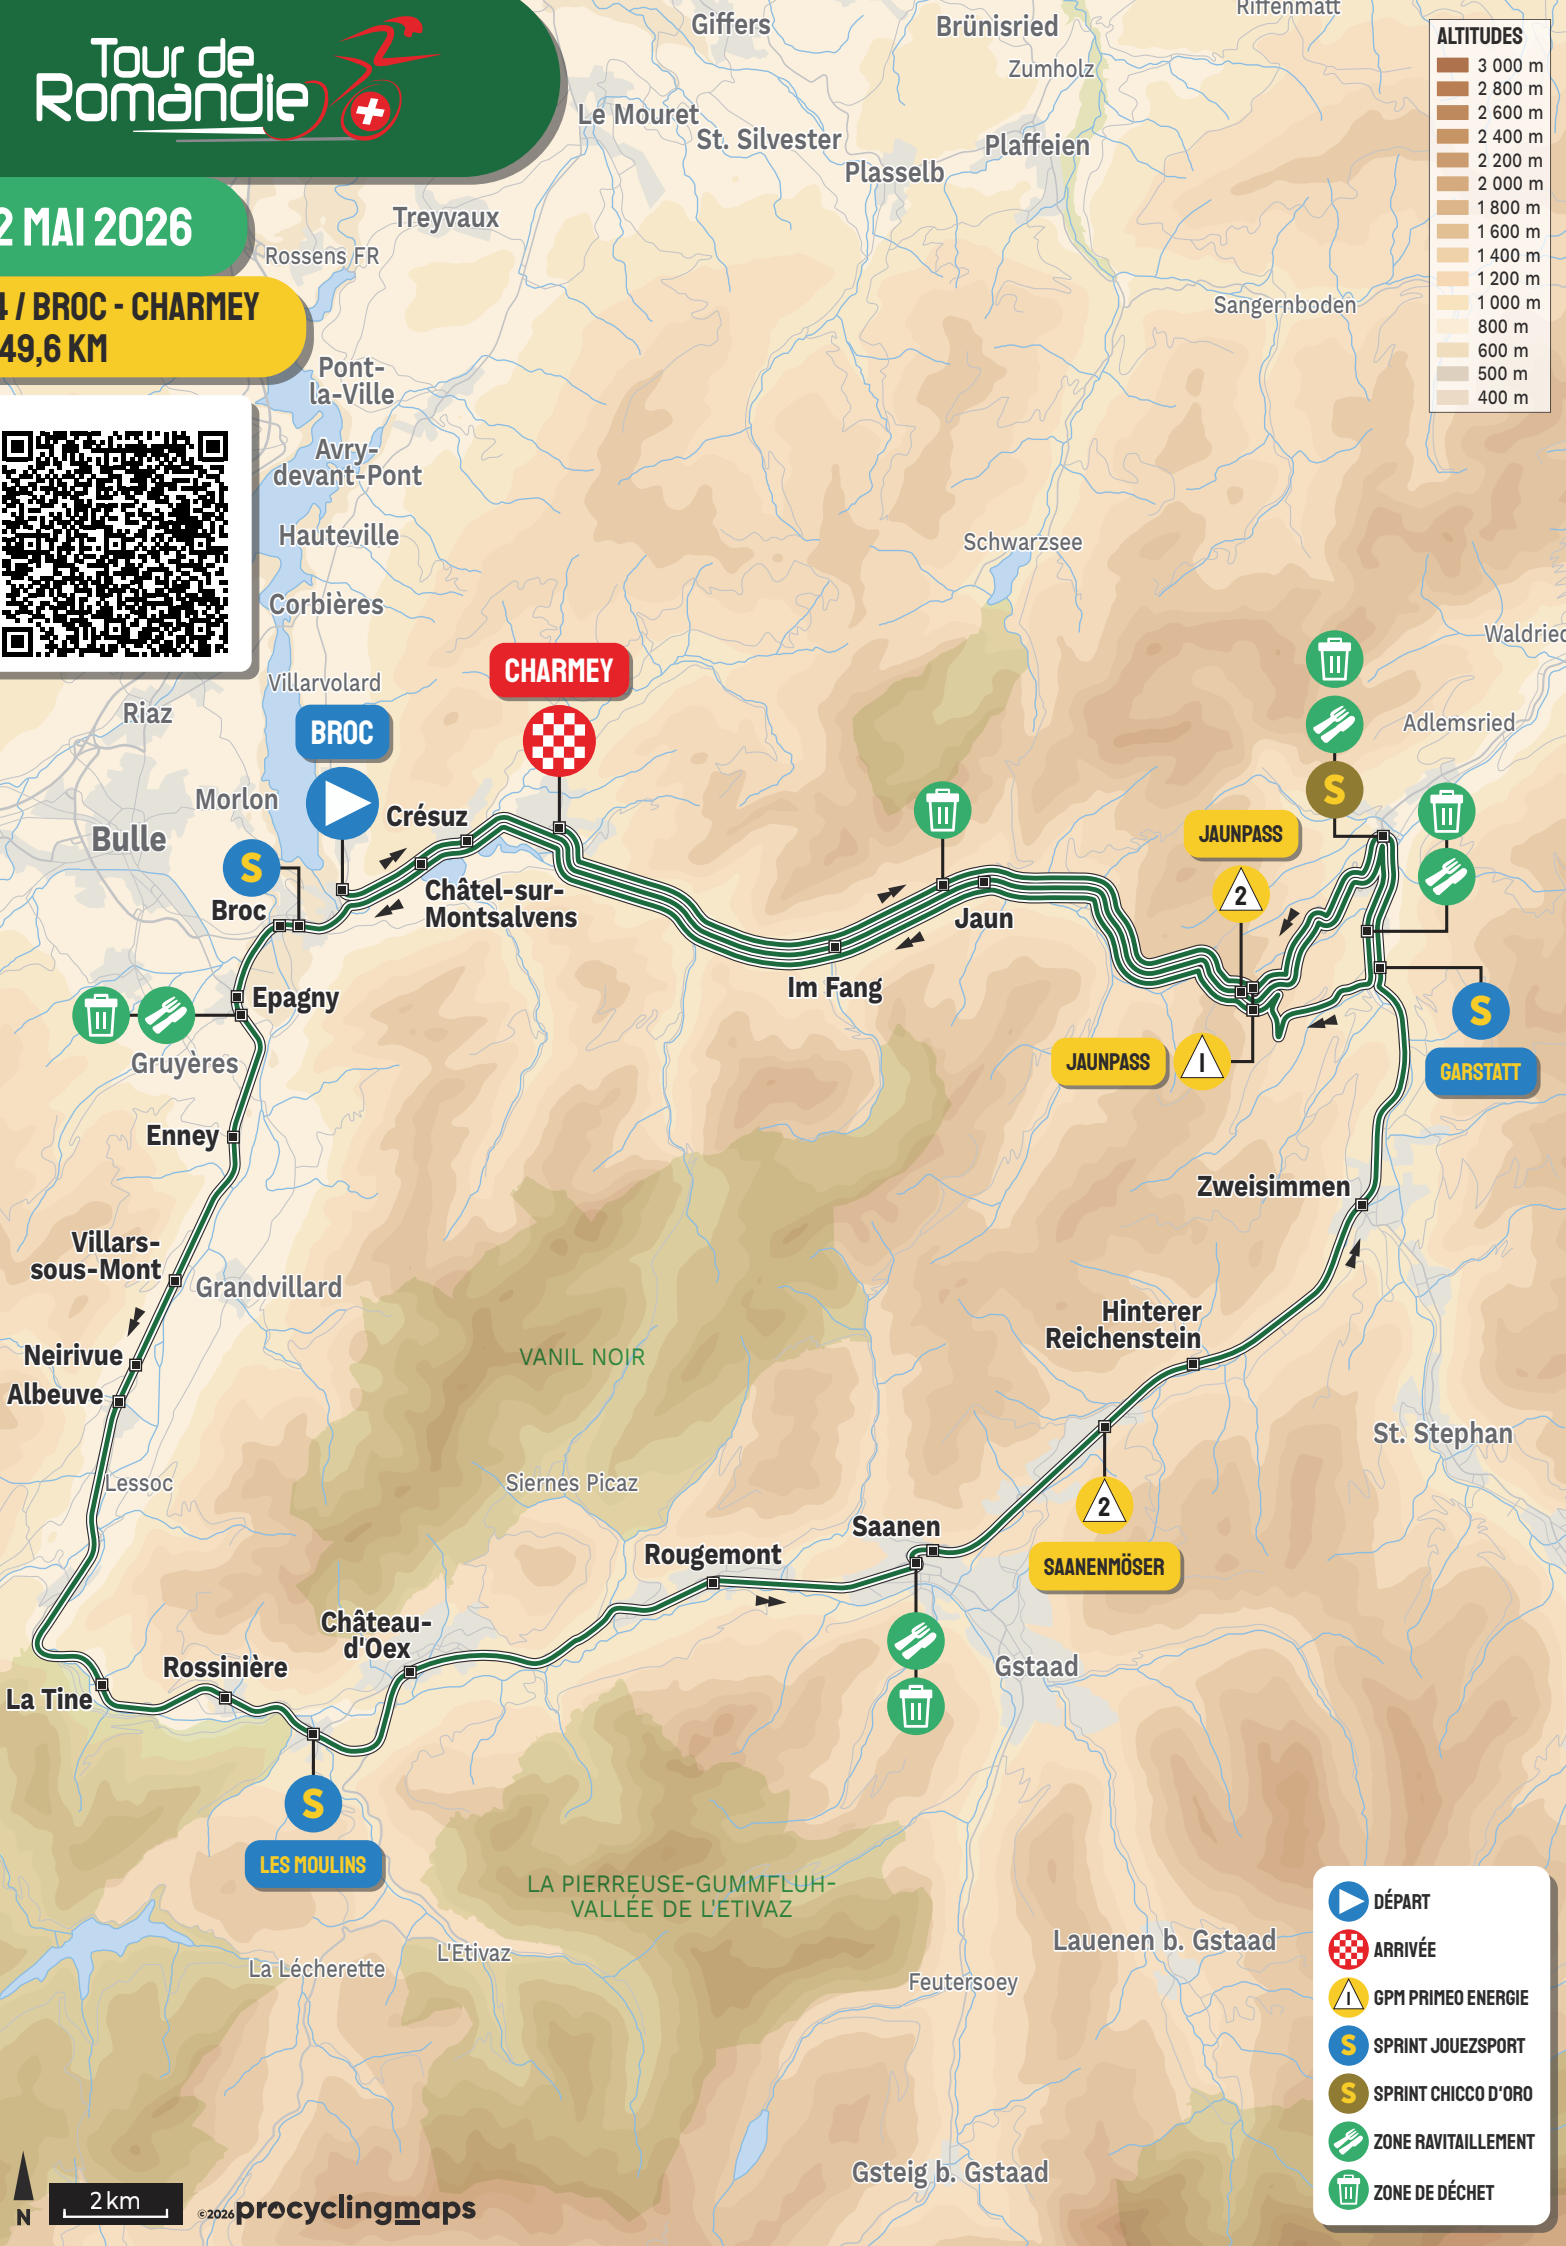 Tour de
Romandie
2 MAI 2026
4 / BROC - CHARMEY
49,6 KM
Giffers
Brünisried
Riffenmatt
Zumholz
Le Mouret
St. Silvester
Plasselb
Plaffeien
Treyvaux
Rossens FR
Sangernboden
ALTITUDES
3 000 m
2 800 m
2 600 m
2 400 m
2 200 m
2 000 m
1 800 m
1 600 m
1 400 m
1 200 m
1 000 m
800 m
600 m
500 m
400 m
Pont-
la-Ville
Avry-
devant-Pont
Hauteville
Schwarzsee
Corbières
Waldried
CHARMEY
Villarvolard
Riaz
BROC
Adlemsried
Morlon
Crésuz
S
JAUNPASS
Bulle
S
2
Broc
Châtel-sur-
Montsalvens
Jaun
Im Fang
Epagny
S
Gruyères
JAUNPASS
1
GARSTATT
Enney
Zweisimmen
Villars-
sous-Mont
Grandvillard
Hinterer
Reichenstein
Neirivue
VANIL NOIR
Albeuve
St. Stephan
Lessoc
Siernes Picaz
2
Saanen
Rougemont
SAANENMÖSER
Château-
d'Oex
Rossinière
Gstaad
La Tine
S
LES MOULINS
LA PIERREUSE-GUMMFLUH-
VALLÉE DE L'ETIVAZ
L'Etivaz
La Lécherette
Lauenen b. Gstaad
Feutersoey
Gsteig b. Gstaad
DÉPART
ARRIVÉE
1 GPM PRIMEO ENERGIE
S SPRINT JOUEZSPORT
S SPRINT CHICCO D'ORO
ZONE RAVITAILLEMENT
ZONE DE DÉCHET
N
2 km
©2026 procyclingmaps